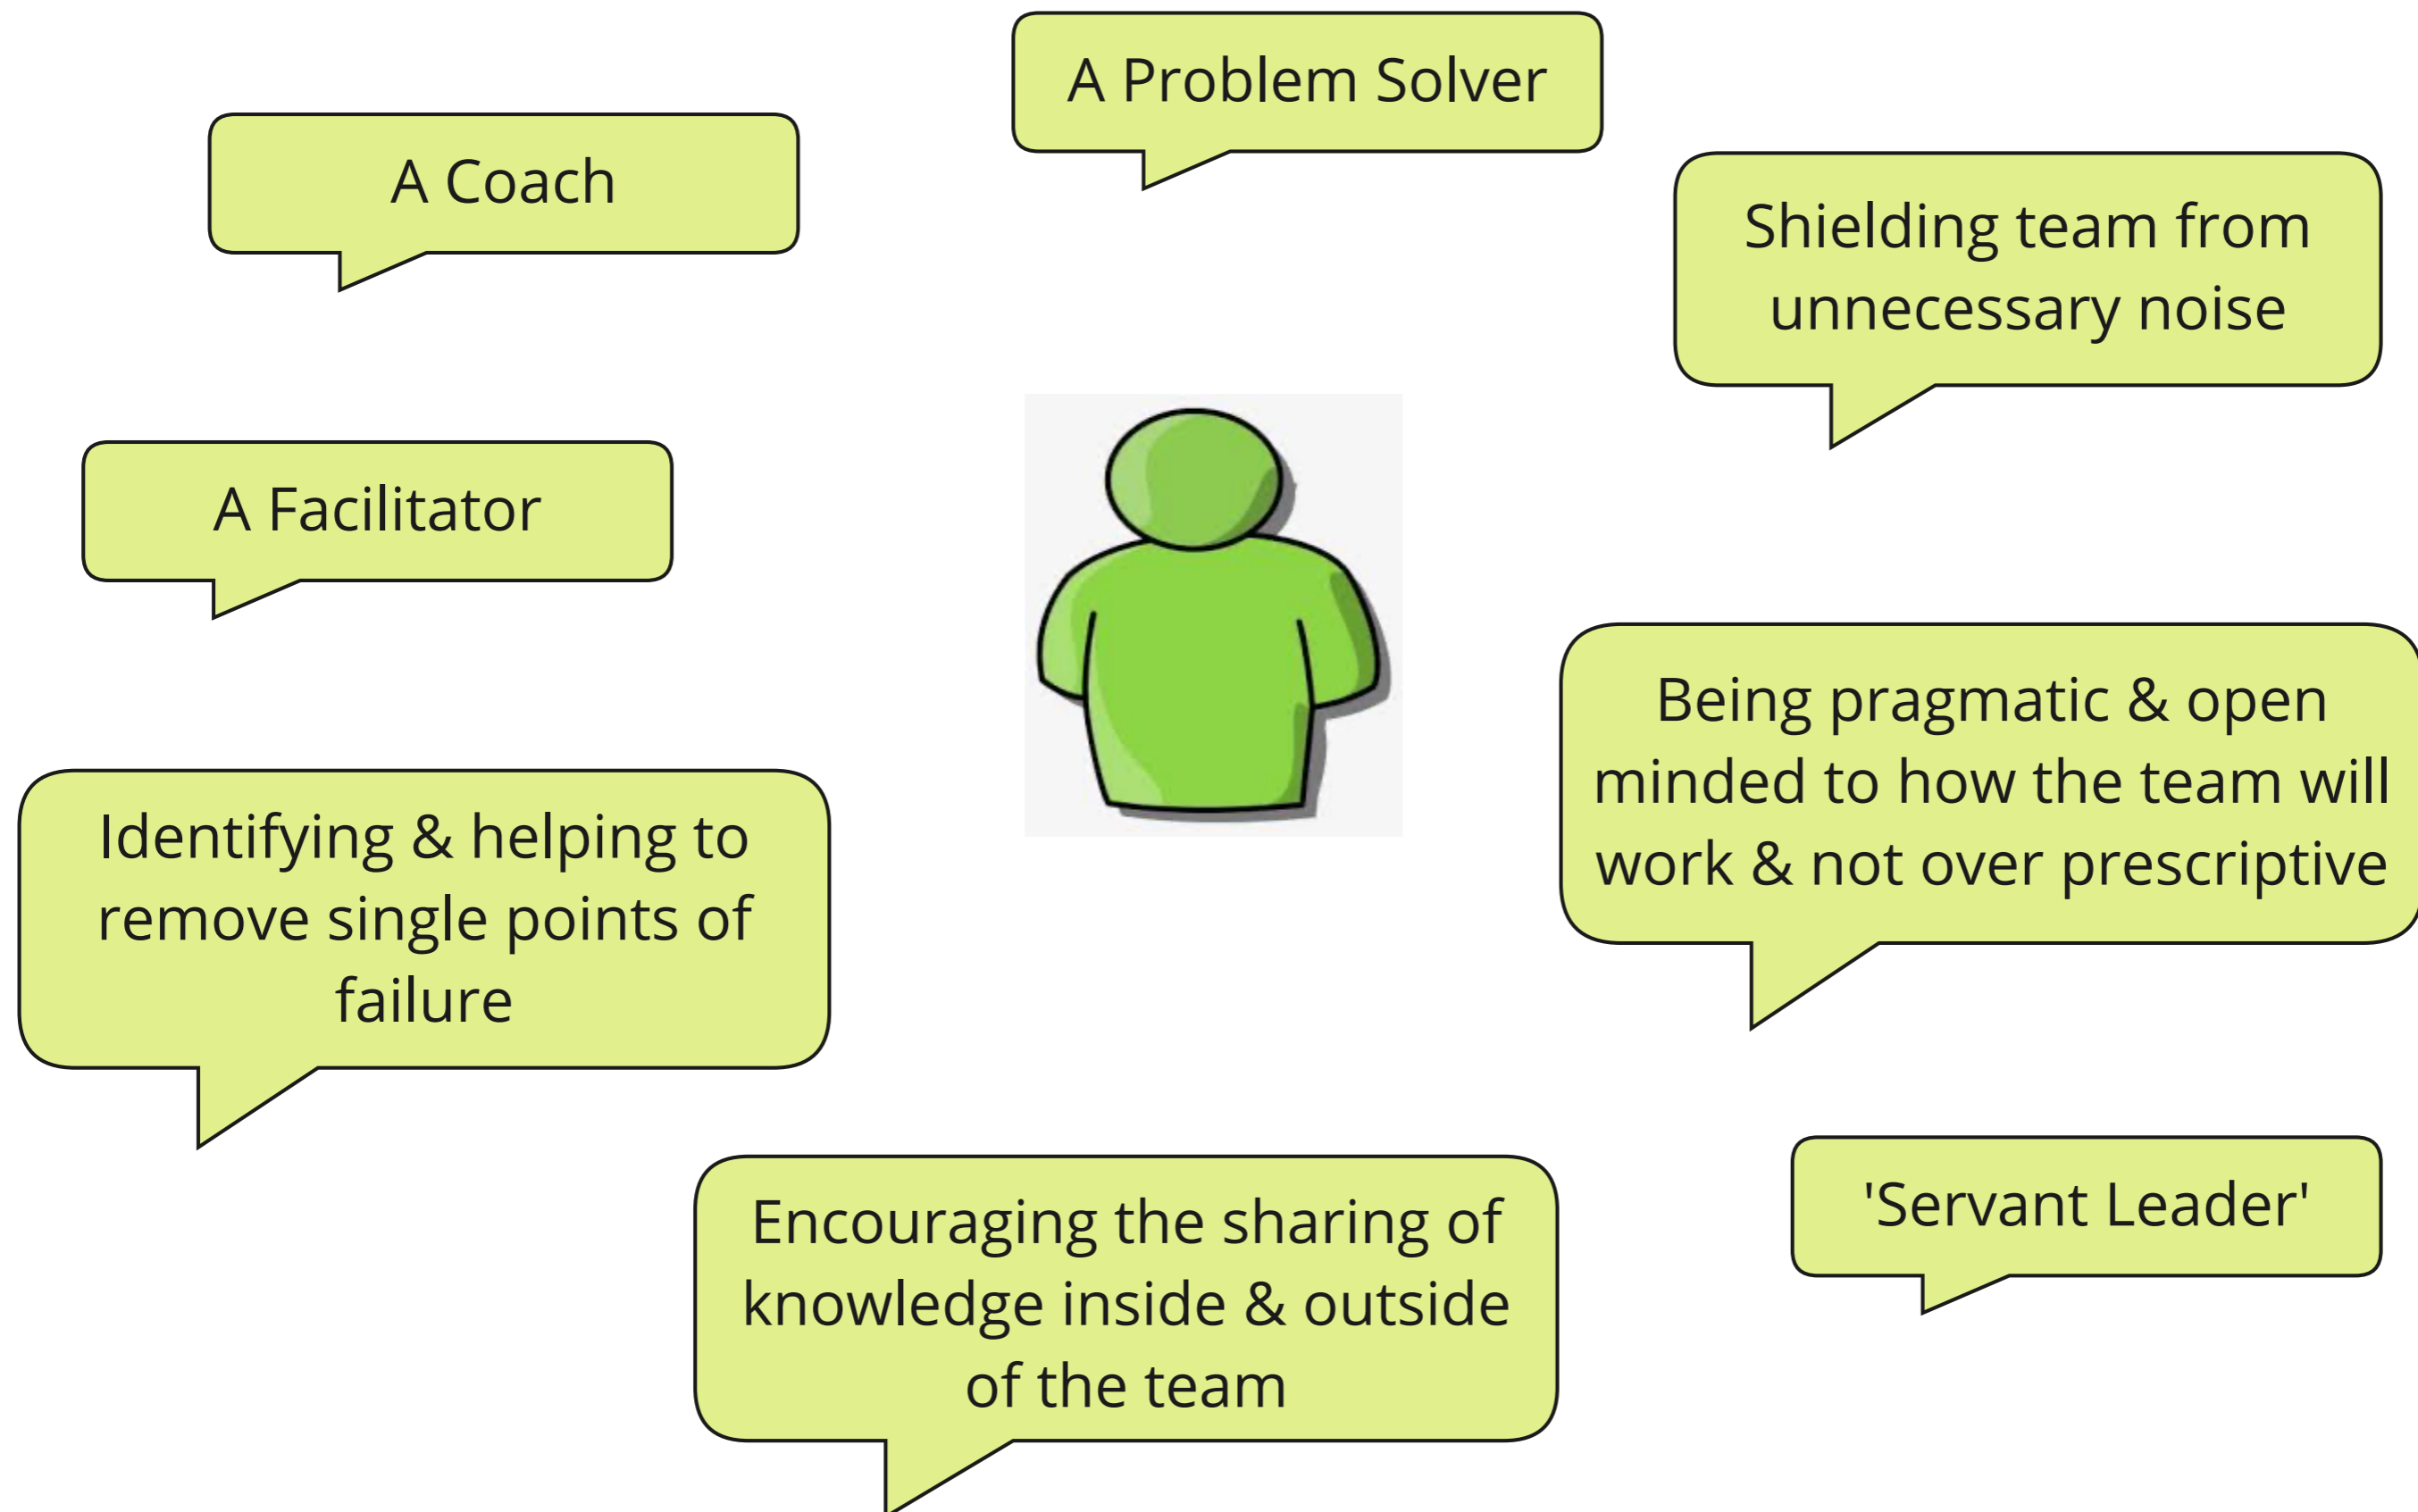 A Problem Solver
A Coach
Shielding team from
unnecessary noise
A Facilitator
Being pragmatic & open
minded to how the team will
work & not over prescriptive
Identifying & helping to
remove single points of
failure
'Servant Leader'
Encouraging the sharing of
knowledge inside & outside
of the team